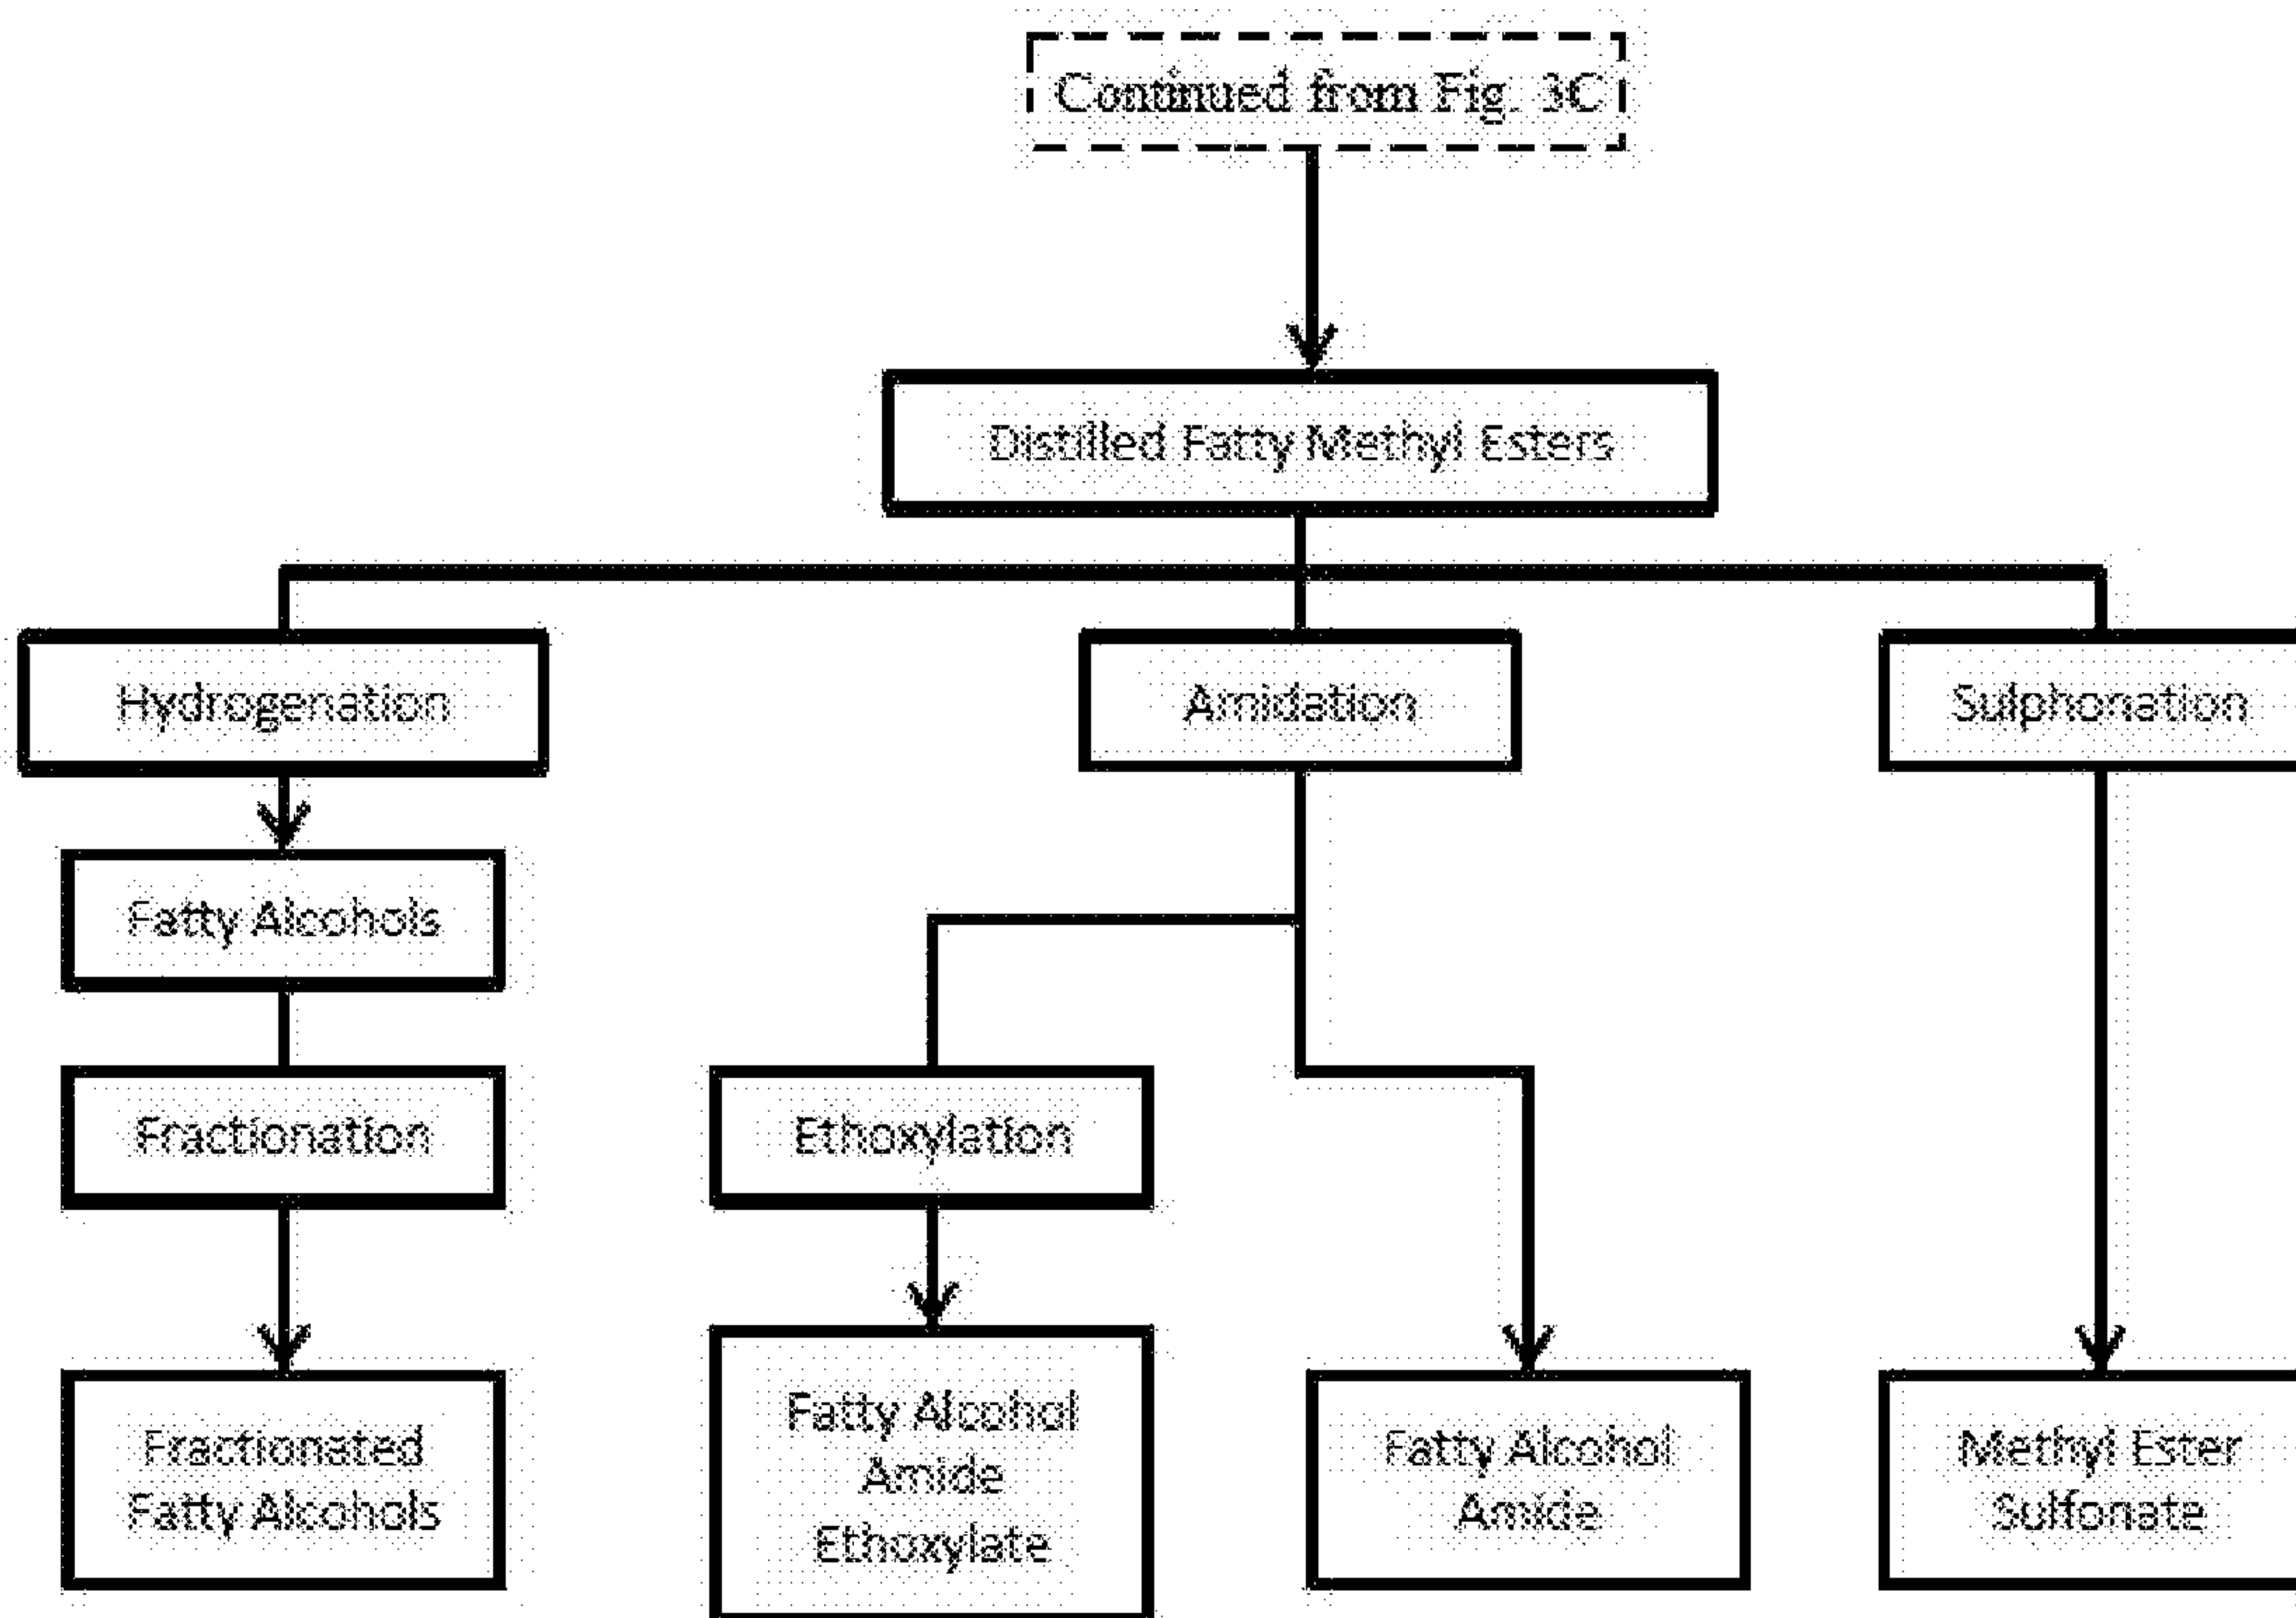 Continued from Fig. 3C
Distilled Fatty Methyl Esters
Hydrogenation
Amidation
Sulphonation
Fatty Alcohols
Fractionation
Ethoxylation
Fractionated
Fatty Alcohols
Fatty Alcohol
Amide
Ethoxylate
Fatty Alcohol
Amide
Methyl Ester
Sulfonate